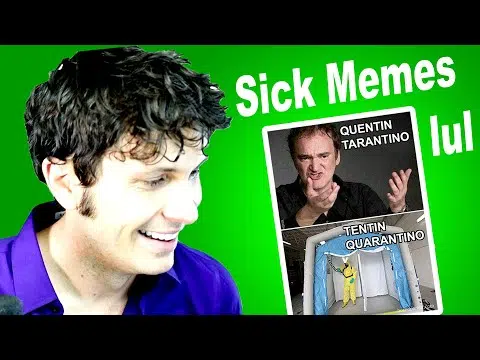 Sick Memes
lul
QUENTIN
TARANTINO
TENTIN
QUARANTINO